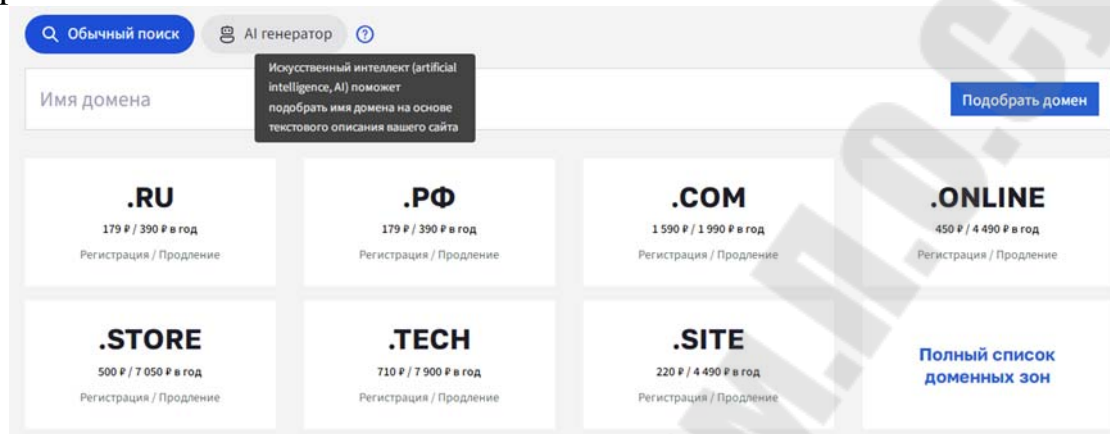 Обычный поиск
AI генератор
?
Искусственный интеллект (artificial
intelligence, AI) поможет
подобрать имя домена на основе
текстового описания вашего сайта
Имя домена
Подобрать домен
.RU
179 ₽ / 390 ₽ в год
Регистрация / Продление
.РФ
179 ₽ / 390 ₽ в год
Регистрация / Продление
.COM
1 590 ₽ / 1 990 ₽ в год
Регистрация / Продление
.ONLINE
450 ₽ / 4 490 ₽ в год
Регистрация / Продление
.STORE
500 ₽ / 7 050 ₽ в год
Регистрация / Продление
.TECH
710 ₽ / 7 900 ₽ в год
Регистрация / Продление
.SITE
220 ₽ / 4 490 ₽ в год
Регистрация / Продление
Полный список
доменных зон